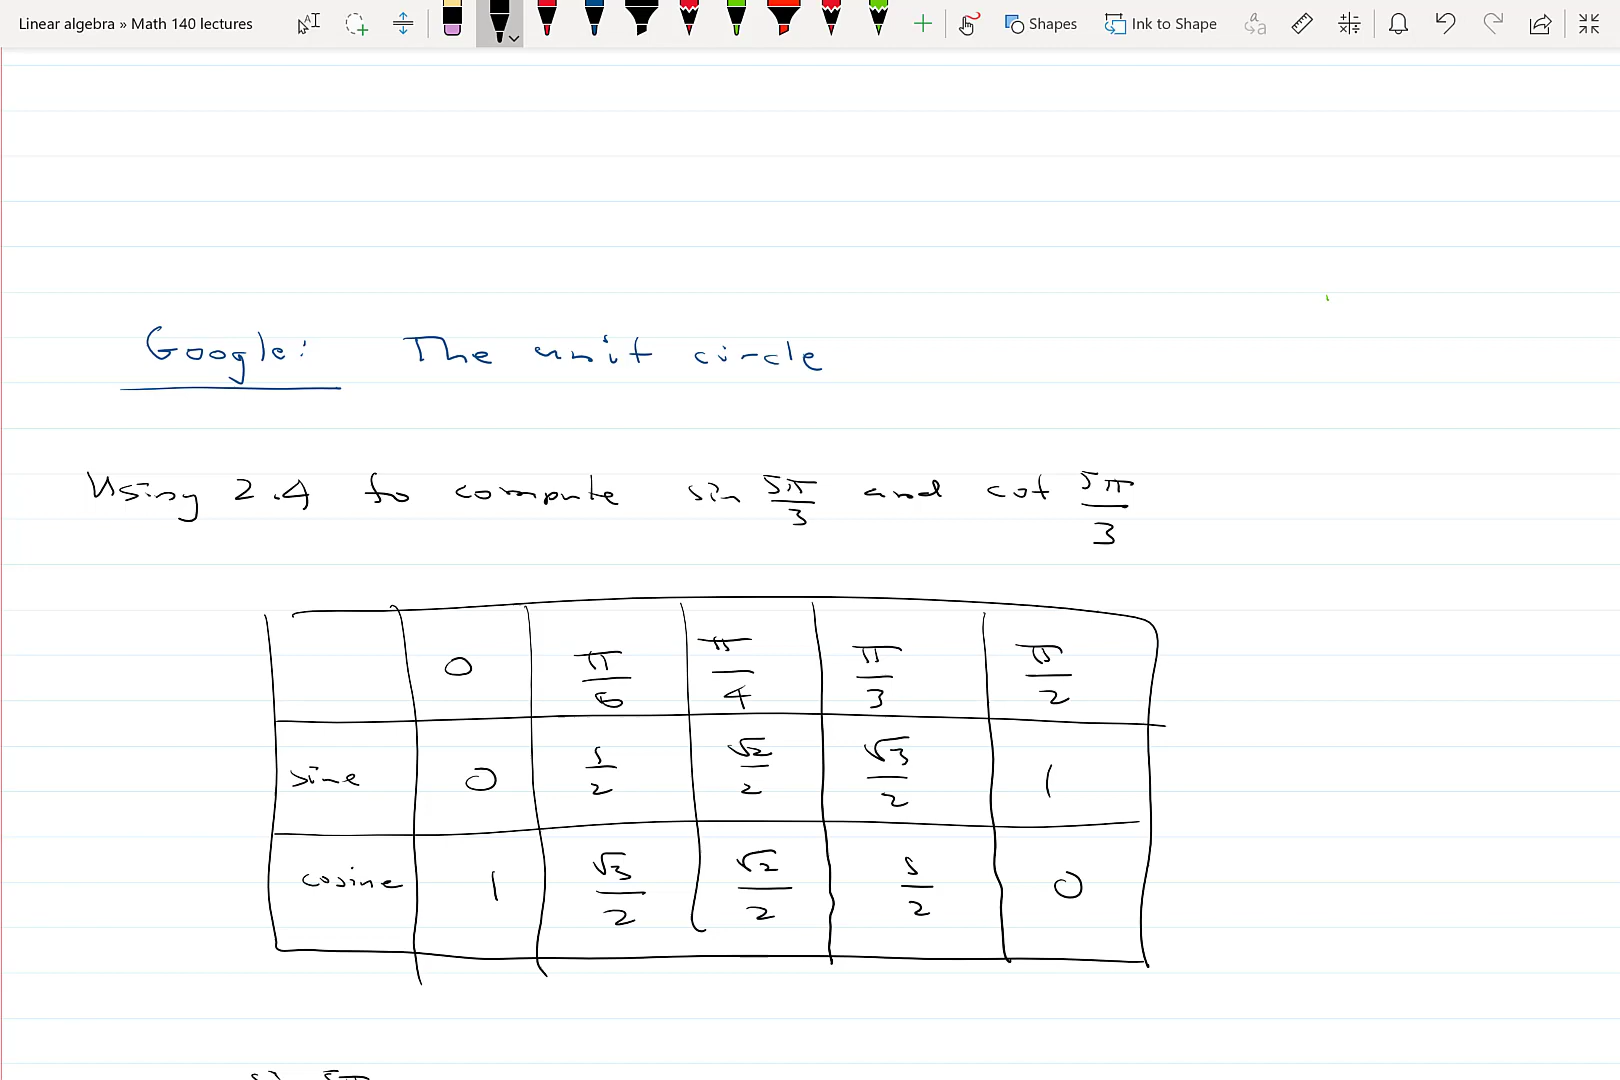 Linear algebra » Math 140 lectures Shapes Ink to Shape
Google: The unit circle
Using 2.4 to compute sin 5π/3 and cot 5π/3
0 π/6 π/4 π/3 π/2
sine 0 1/2 √2/2 √3/2 1
cosine 1 √3/2 √2/2 1/2 0